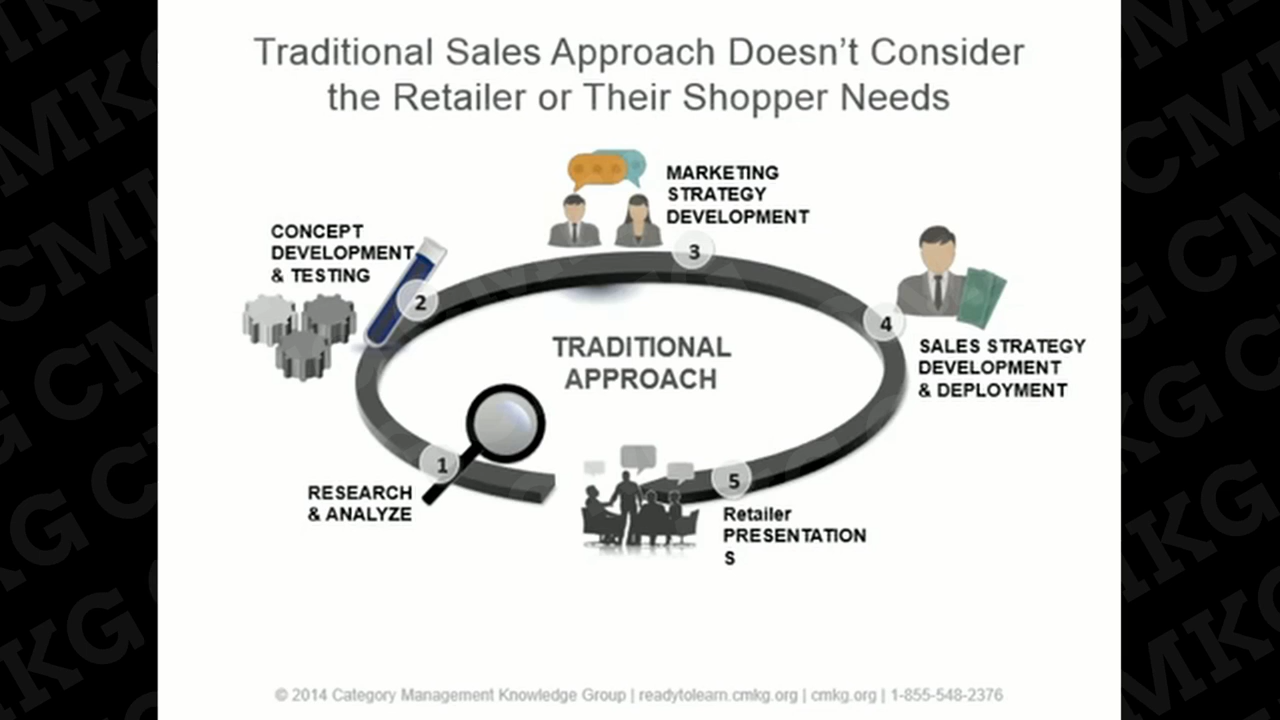 Traditional Sales Approach Doesn't Consider
the Retailer or Their Shopper Needs
MARKETING
STRATEGY
DEVELOPMENT
3
CONCEPT
DEVELOPMENT
& TESTING
2
4
SALES STRATEGY
DEVELOPMENT
& DEPLOYMENT
TRADITIONAL
APPROACH
1
RESEARCH
& ANALYZE
5
Retailer
PRESENTATION
S
© 2014 Category Management Knowledge Group | readytolearn.cmkg.org | cmkg.org | 1-855-548-2376